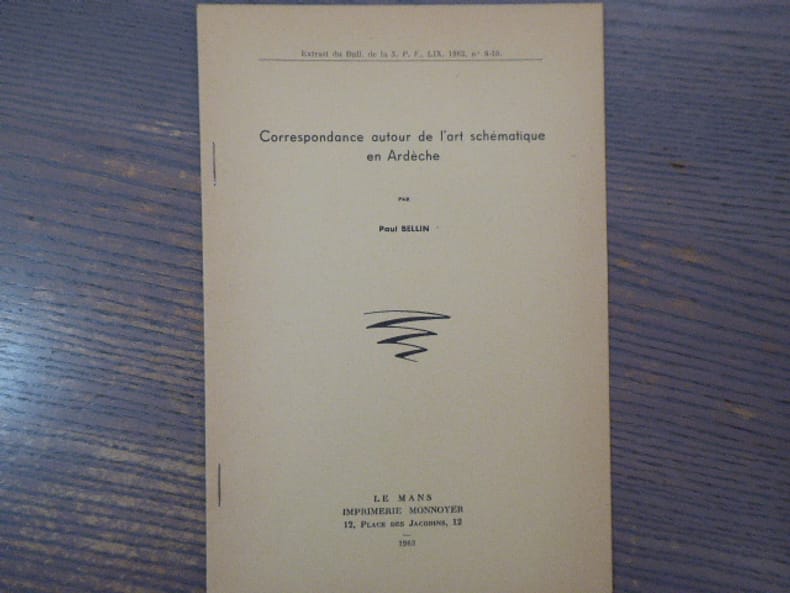 Extrait du Bull. de la S. P. F., LIX, 1962, n° 9-10.
Correspondance autour de l'art schématique
en Ardèche
PAR
Paul BELLIN
LE MANS
IMPRIMERIE MONNOYER
12, PLACE DES JACOBINS, 12
1963